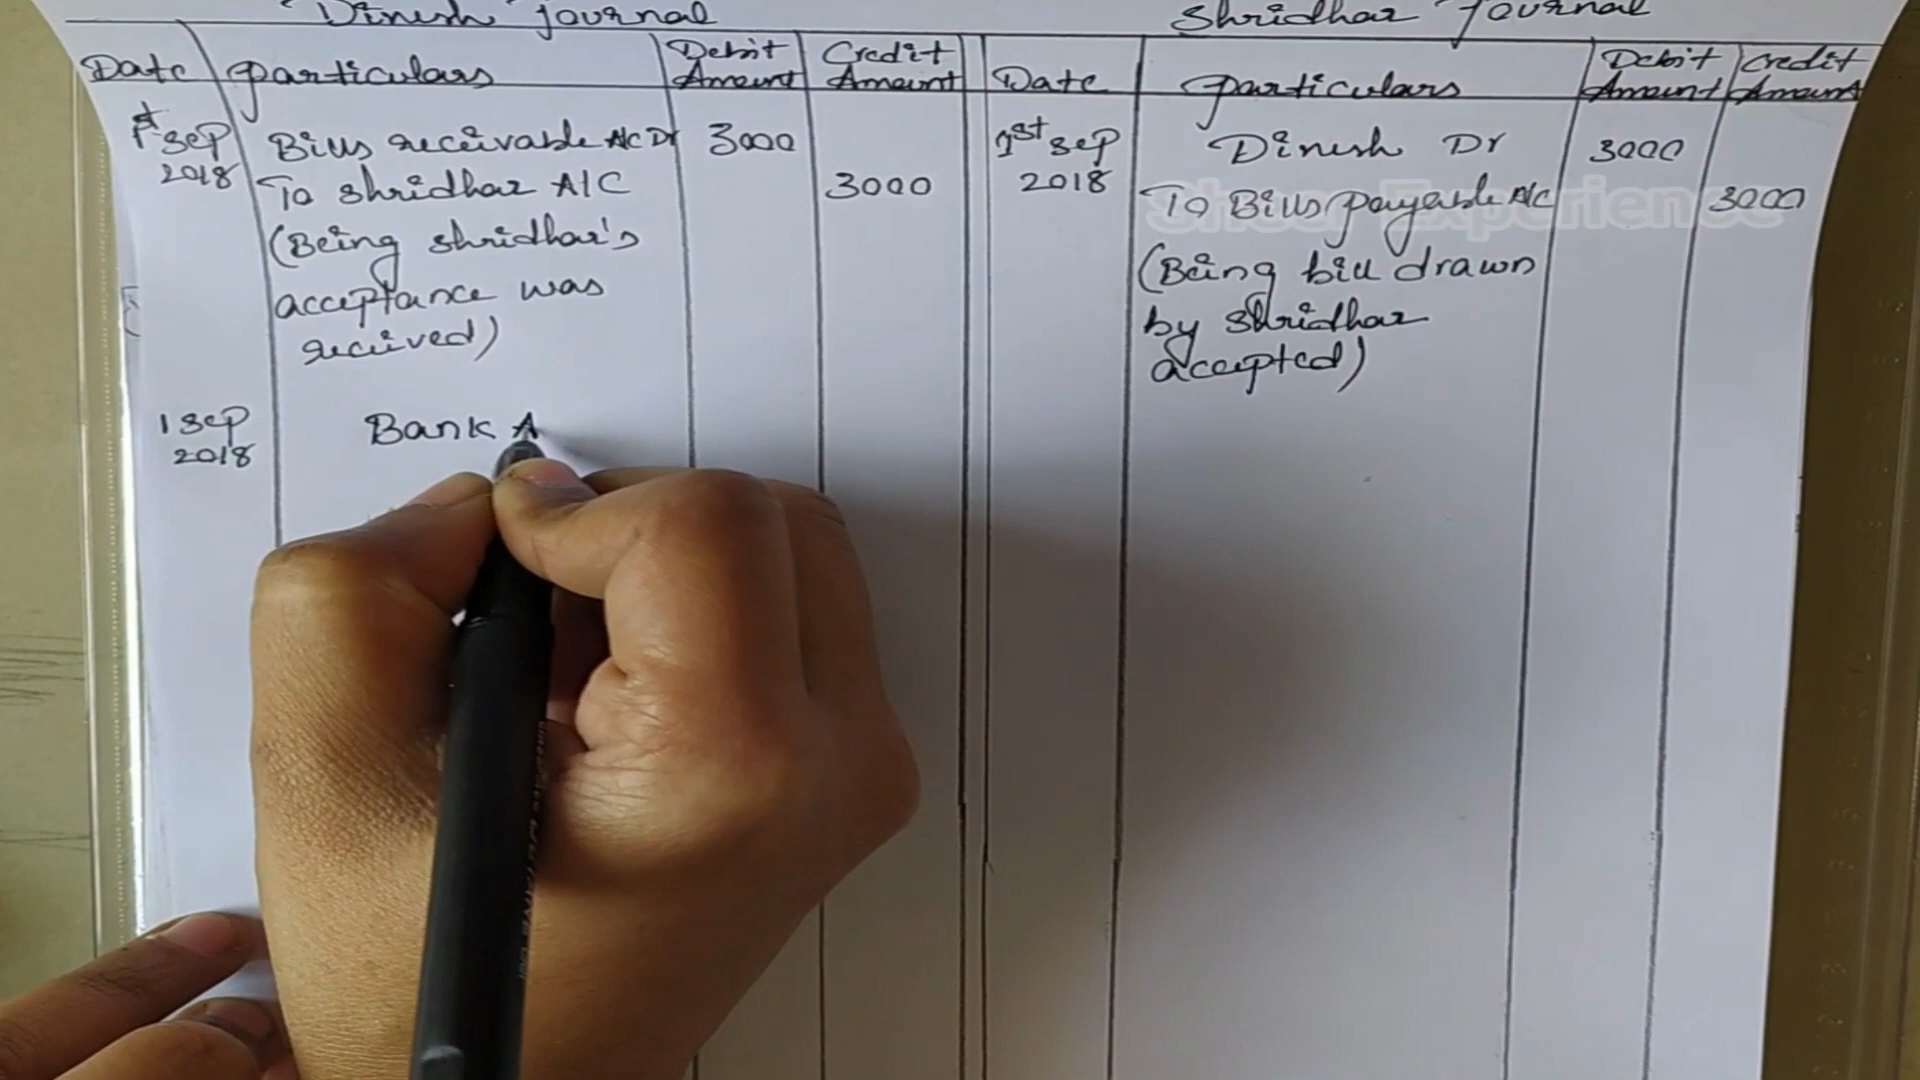 Dinesh Journal
Date Particulars Debit Amount Credit Amount
1st Sep 2018 Bills receivable A/C Dr 3000
To Shridhar A/C 3000
(Being Shridhar's
acceptance was
received)
1 Sep 2018 Bank A
Shridhar Journal
Date Particulars Debit Amount Credit Amount
1st Sep 2018 Dinesh Dr 3000
To Bills payable A/C 3000
(Being bill drawn
by Shridhar
accepted)